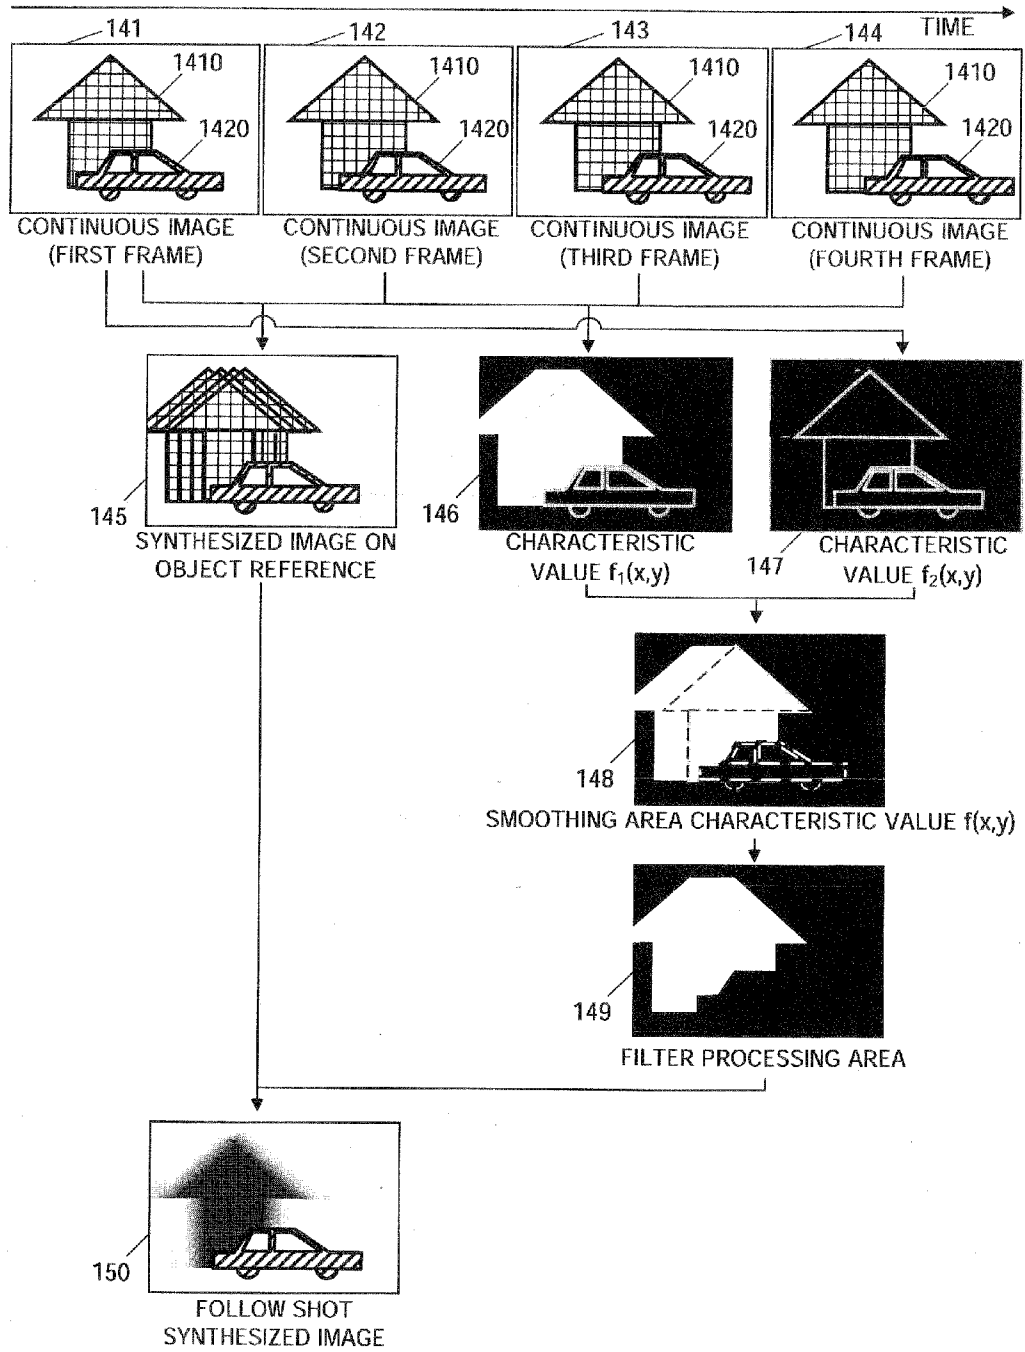 TIME
141
142
143
144
1410
1410
1410
1410
1420
1420
1420
1420
CONTINUOUS IMAGE
(FIRST FRAME)
CONTINUOUS IMAGE
(SECOND FRAME)
CONTINUOUS IMAGE
(THIRD FRAME)
CONTINUOUS IMAGE
(FOURTH FRAME)
145
SYNTHESIZED IMAGE ON
OBJECT REFERENCE
146
CHARACTERISTIC
VALUE f1(x,y)
147
CHARACTERISTIC
VALUE f2(x,y)
148
SMOOTHING AREA CHARACTERISTIC VALUE f(x,y)
149
FILTER PROCESSING AREA
150
FOLLOW SHOT
SYNTHESIZED IMAGE